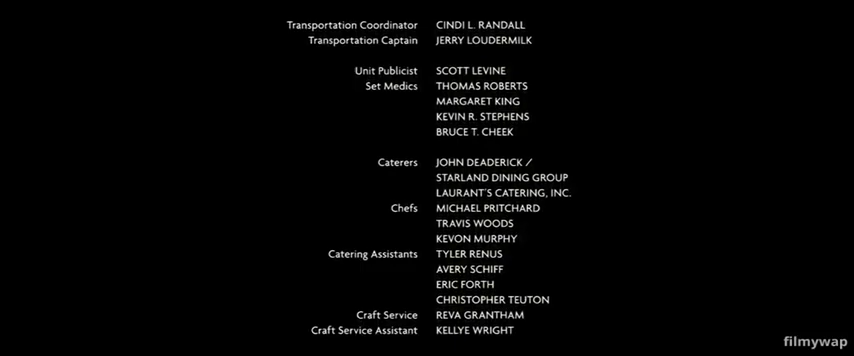 Transportation Coordinator CINDI L. RANDALL
Transportation Captain JERRY LOUDERMILK
Unit Publicist SCOTT LEVINE
Set Medics THOMAS ROBERTS
MARGARET KING
KEVIN R. STEPHENS
BRUCE T. CHEEK
Caterers JOHN DEADERICK /
STARLAND DINING GROUP
LAURANT'S CATERING, INC.
Chefs MICHAEL PRITCHARD
TRAVIS WOODS
KEVON MURPHY
Catering Assistants TYLER RENUS
AVERY SCHIFF
ERIC FORTH
CHRISTOPHER TEUTON
Craft Service REVA GRANTHAM
Craft Service Assistant KELLYE WRIGHT
filmywap